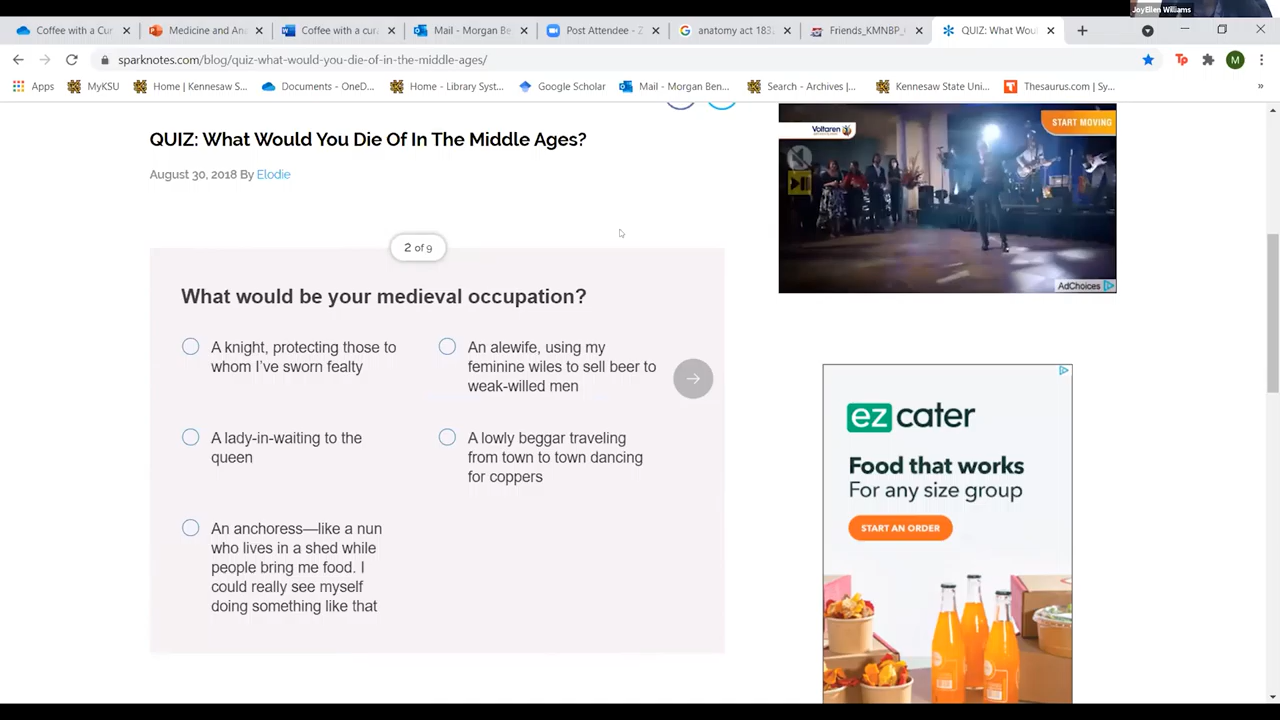 JoyEllen Williams
Coffee with a Cur
Medicine and Ani
Coffee with a cur
Mail - Morgan Be
Post Attendee - Z
anatomy act 183
Friends_KMNBP_
QUIZ: What Wou
sparknotes.com/blog/quiz-what-would-you-die-of-in-the-middle-ages/
Tp
M
Apps
MyKSU
Home | Kennesaw S...
Documents - OneD...
Home - Library Syst...
Google Scholar
Mail - Morgan Ben...
Search - Archives |...
Kennesaw State Uni...
Thesaurus.com | Sy...
»
QUIZ: What Would You Die Of In The Middle Ages?
August 30, 2018 By Elodie
2 of 9
What would be your medieval occupation?
A knight, protecting those to
whom I've sworn fealty
An alewife, using my
feminine wiles to sell beer to
weak-willed men
A lady-in-waiting to the
queen
A lowly beggar traveling
from town to town dancing
for coppers
An anchoress—like a nun
who lives in a shed while
people bring me food. I
could really see myself
doing something like that
Voltaren
START MOVING
AdChoices
ez cater
Food that works
For any size group
START AN ORDER